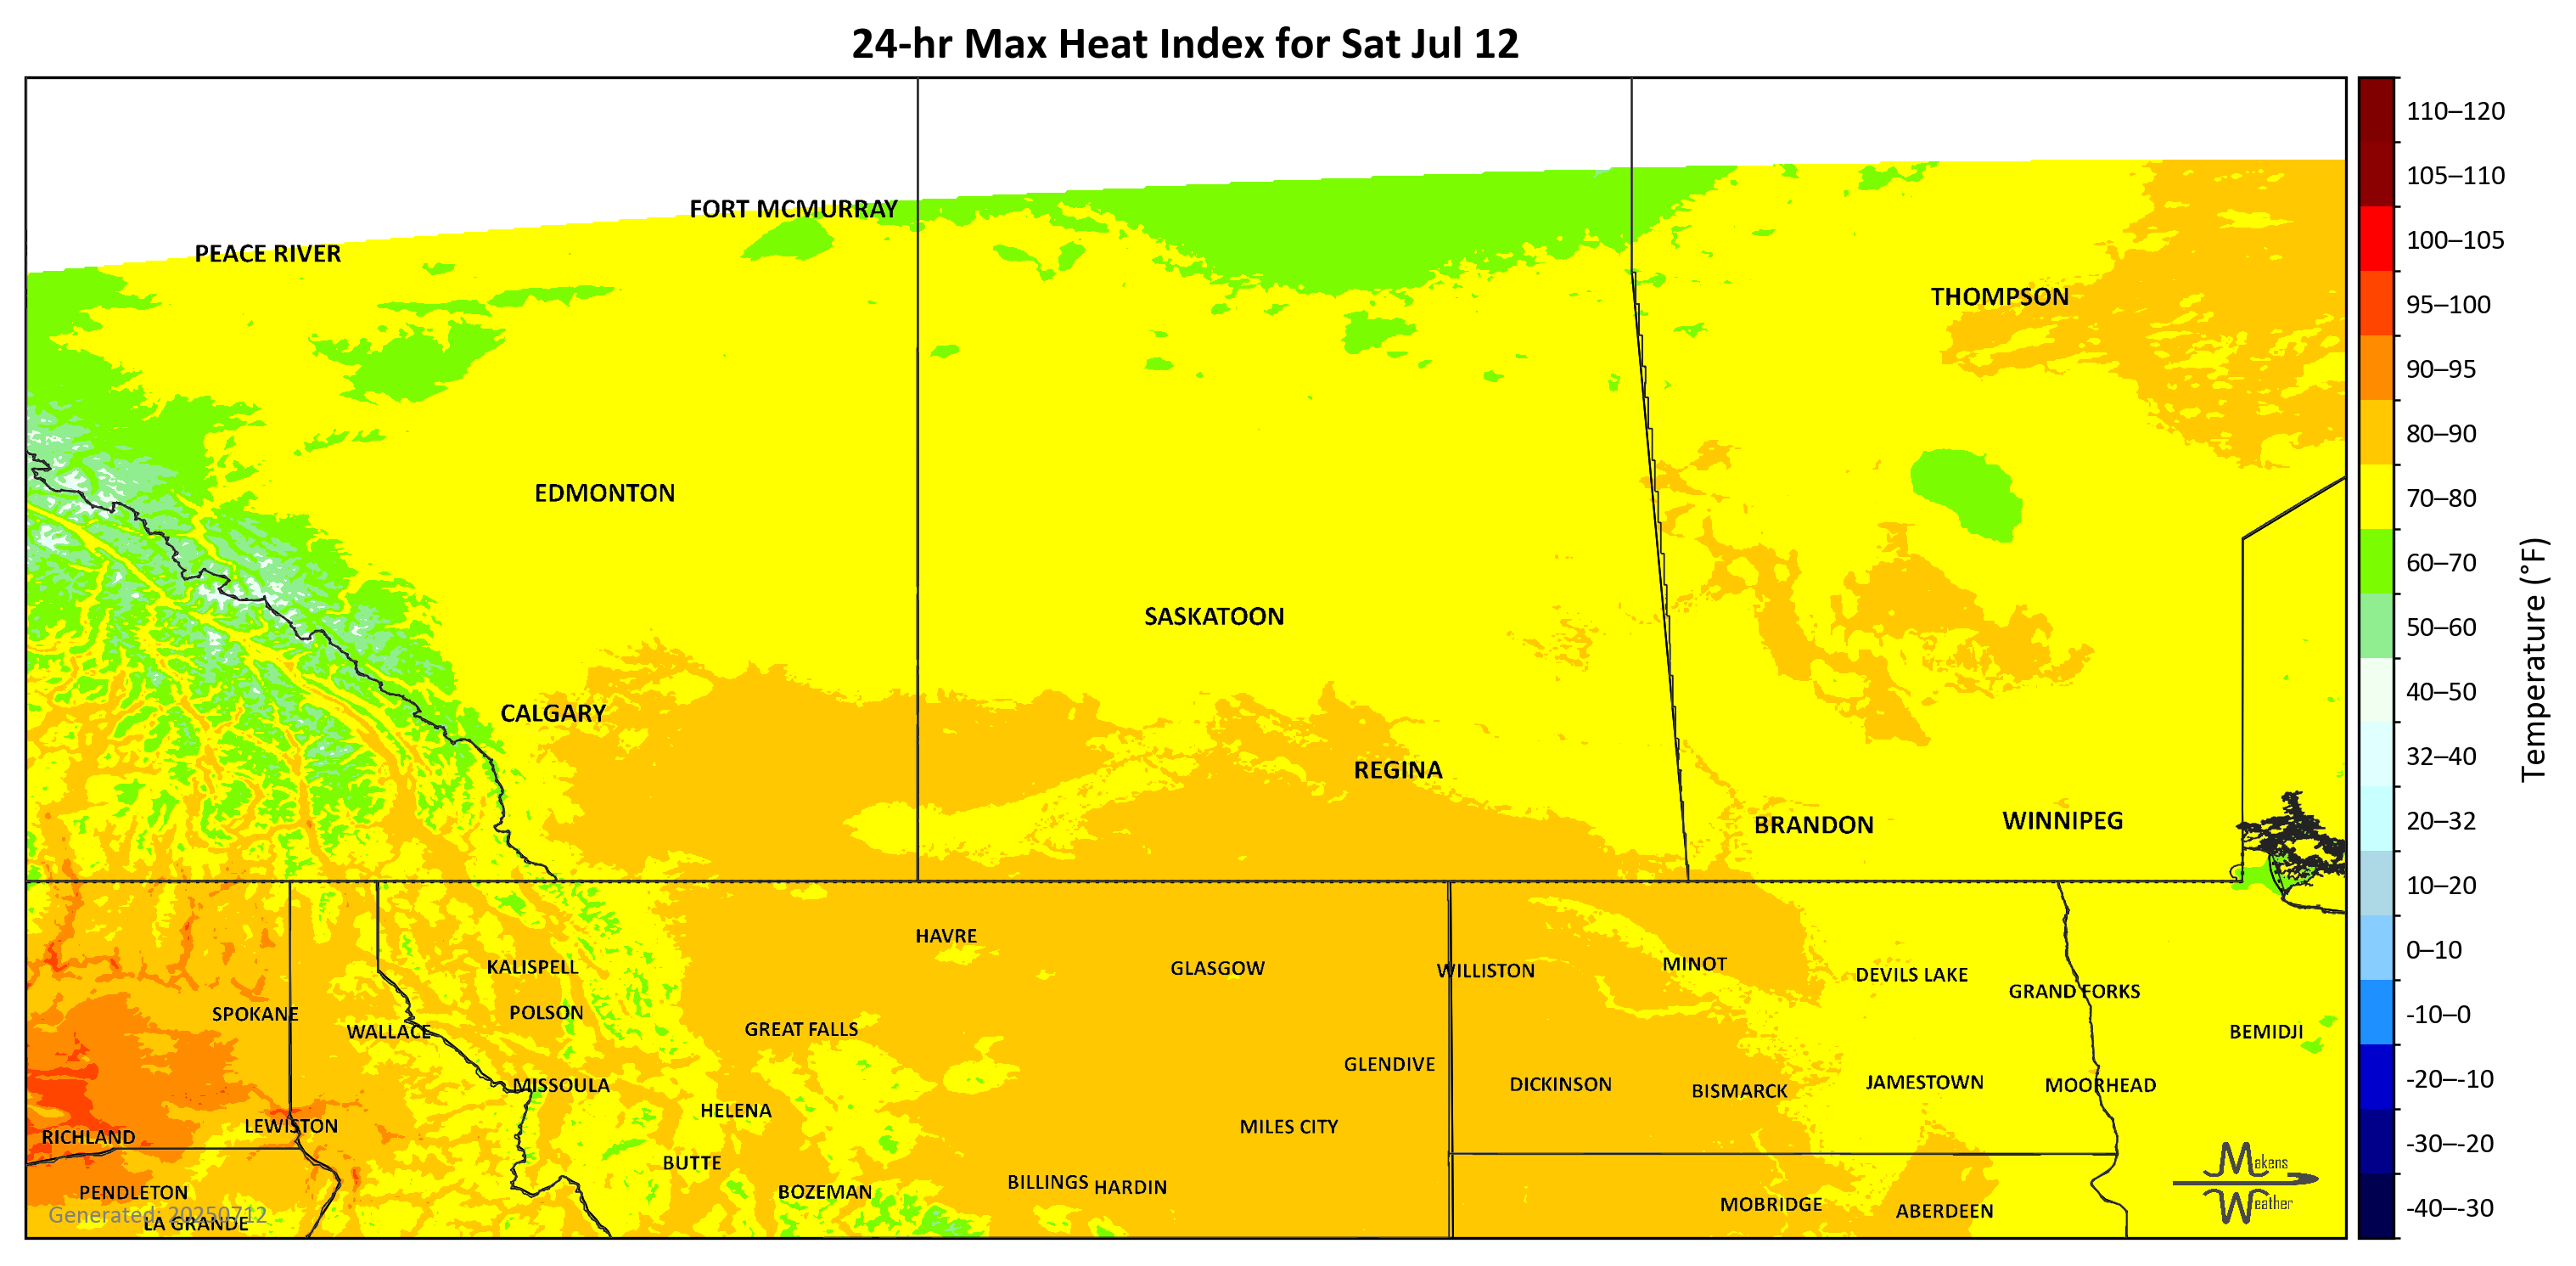 24-hr Max Heat Index for Sat Jul 12
110–120
105–110
100–105
95–100
90–95
80–90
70–80
60–70
50–60
40–50
32–40
20–32
10–20
0–10
-10–0
-20–-10
-30–-20
-40–-30
Temperature (°F)
FORT MCMURRAY
PEACE RIVER
THOMPSON
EDMONTON
SASKATOON
CALGARY
REGINA
BRANDON
WINNIPEG
HAVRE
KALISPELL
GLASGOW
WILLISTON
MINOT
DEVILS LAKE
GRAND FORKS
SPOKANE
POLSON
WALLACE
GREAT FALLS
BEMIDJI
GLENDIVE
MISSOULA
DICKINSON
BISMARCK
JAMESTOWN
MOORHEAD
HELENA
LEWISTON
MILES CITY
RICHLAND
BUTTE
BILLINGS
HARDIN
PENDLETON
BOZEMAN
MOBRIDGE
ABERDEEN
Generated: 20250712
LA GRANDE
Makens
Weather